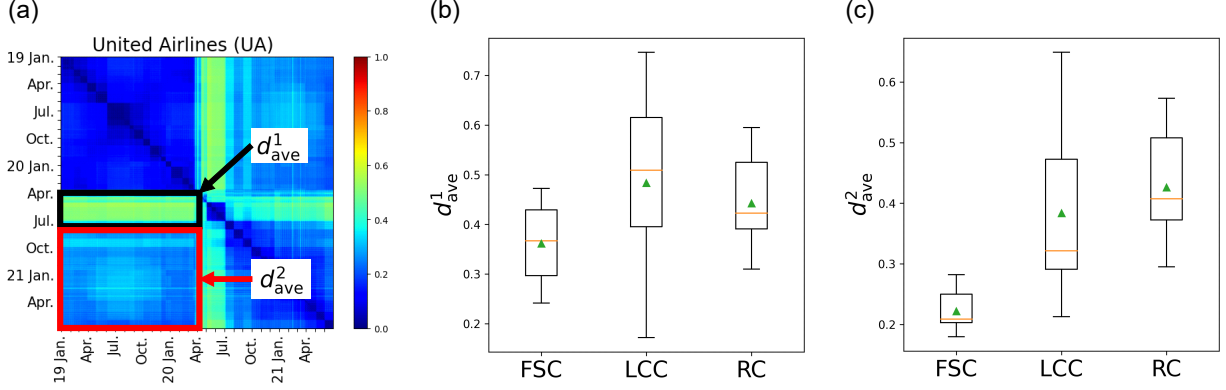 (a)
United Airlines (UA)
19 Jan.
Apr.
Jul.
Oct.
20 Jan.
Apr.
Jul.
Oct.
21 Jan.
Apr.
19 Jan.
Apr.
Jul.
Oct.
20 Jan.
Apr.
Jul.
Oct.
21 Jan.
Apr.
d¹ave
d²ave
1.0
0.8
0.6
0.4
0.2
0.0
(b)
d¹ave
0.7
0.6
0.5
0.4
0.3
0.2
FSC LCC RC
(c)
d²ave
0.6
0.5
0.4
0.3
0.2
FSC LCC RC